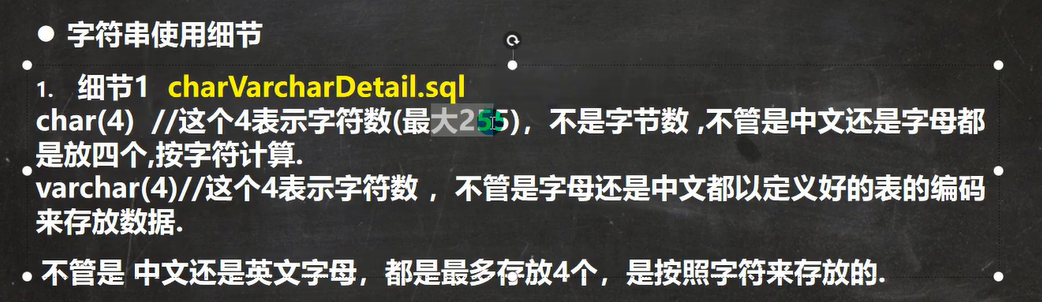 ● 字符串使用细节
1. 细节1 charVarcharDetail.sql
char(4) //这个4表示字符数(最大255)，不是字节数 ,不管是中文还是字母都
是放四个,按字符计算.
varchar(4)//这个4表示字符数 ，不管是字母还是中文都以定义好的表的编码
来存放数据.
不管是 中文还是英文字母，都是最多存放4个，是按照字符来存放的.